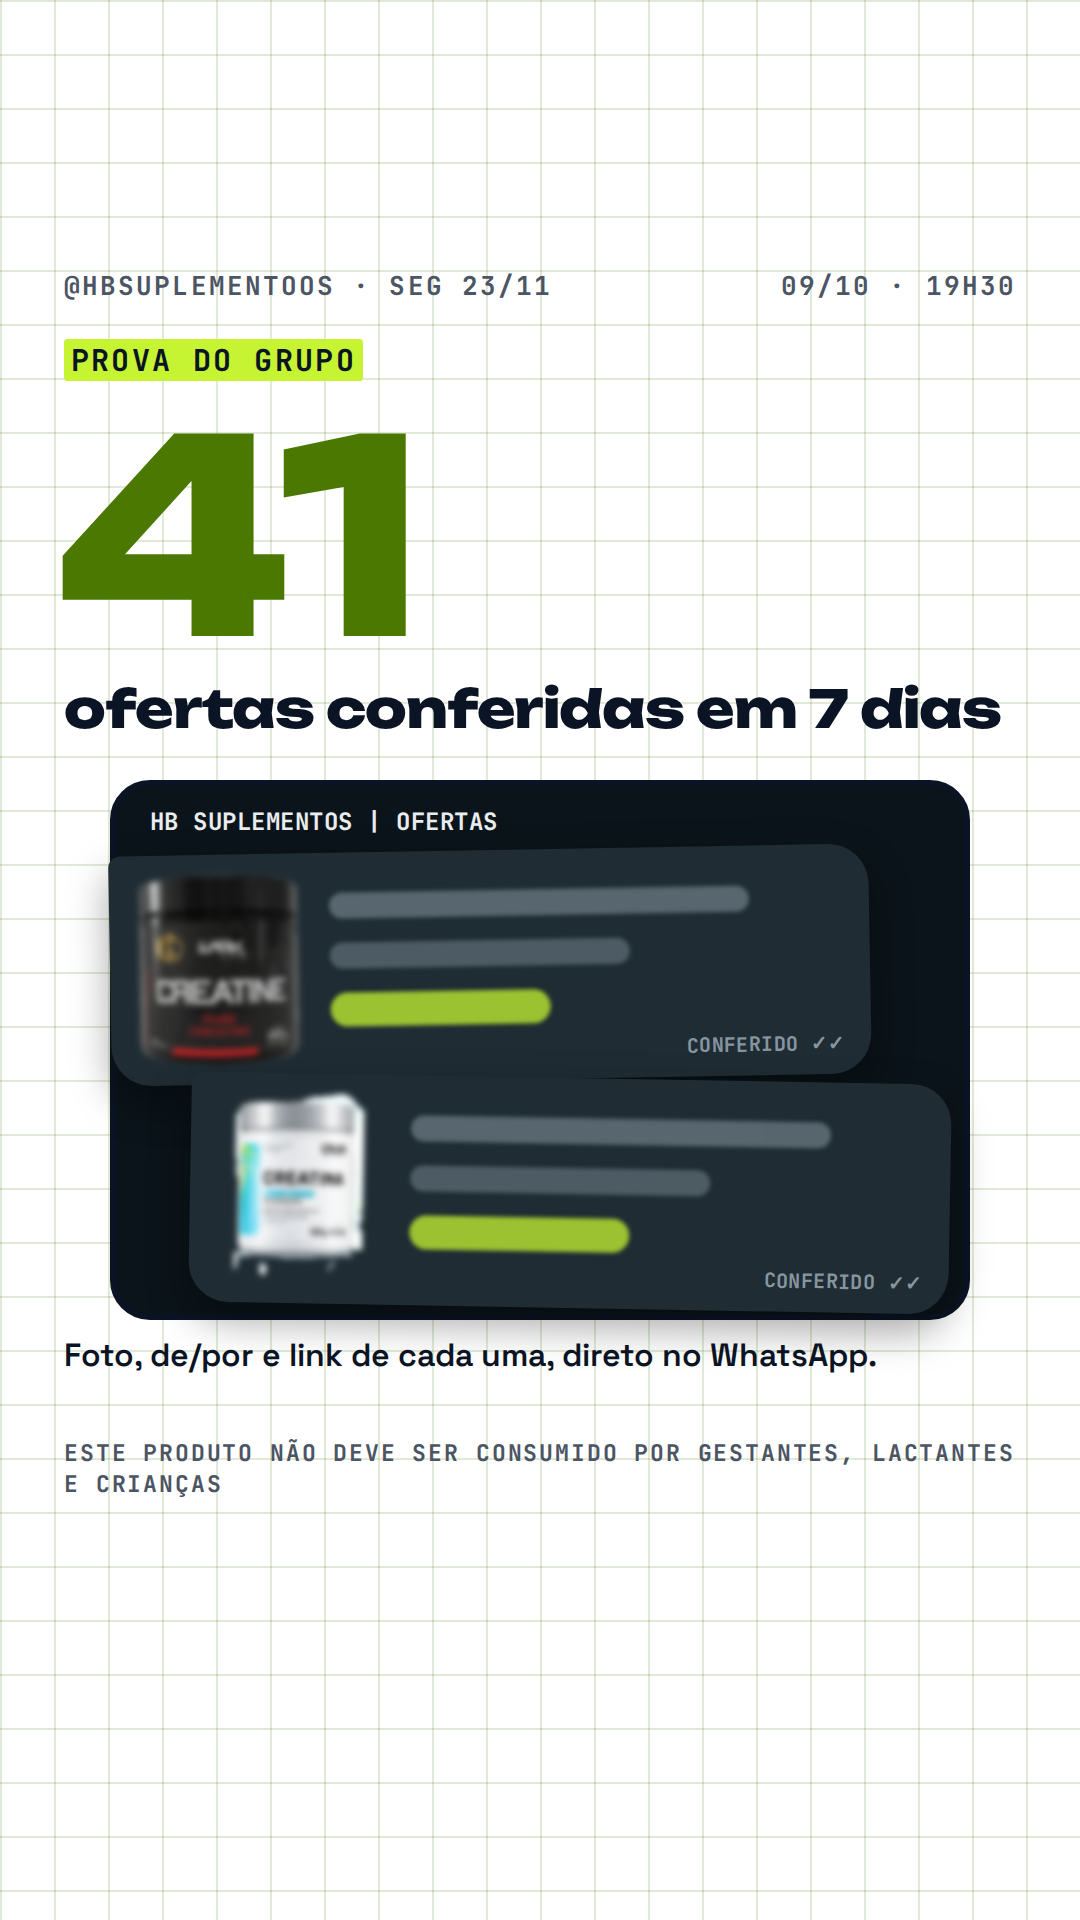 @HBSUPLEMENTOOS · SEG 23/11
09/10 · 19H30
PROVA DO GRUPO
41
ofertas conferidas em 7 dias
HB SUPLEMENTOS | OFERTAS
CREATINE
CONFERIDO ✓✓
CREATINA
CONFERIDO ✓✓
Foto, de/por e link de cada uma, direto no WhatsApp.
ESTE PRODUTO NÃO DEVE SER CONSUMIDO POR GESTANTES, LACTANTES
E CRIANÇAS